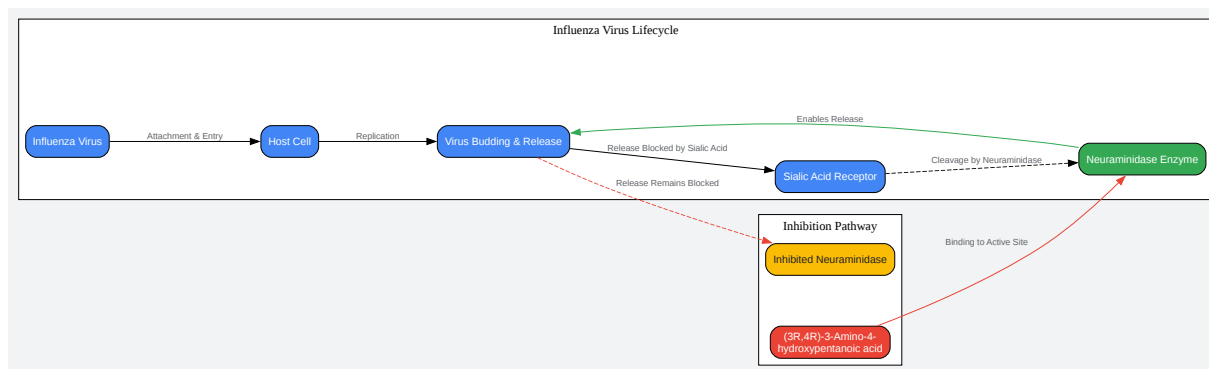 Influenza Virus Lifecycle
Enables Release
Influenza Virus
Attachment & Entry
Host Cell
Replication
Virus Budding & Release
Release Blocked by Sialic Acid
Cleavage by Neuraminidase
Neuraminidase Enzyme
Sialic Acid Receptor
Release Remains Blocked
Inhibition Pathway
Binding to Active Site
Inhibited Neuraminidase
(3R,4R)-3-Amino-4-
hydroxypentanoic acid